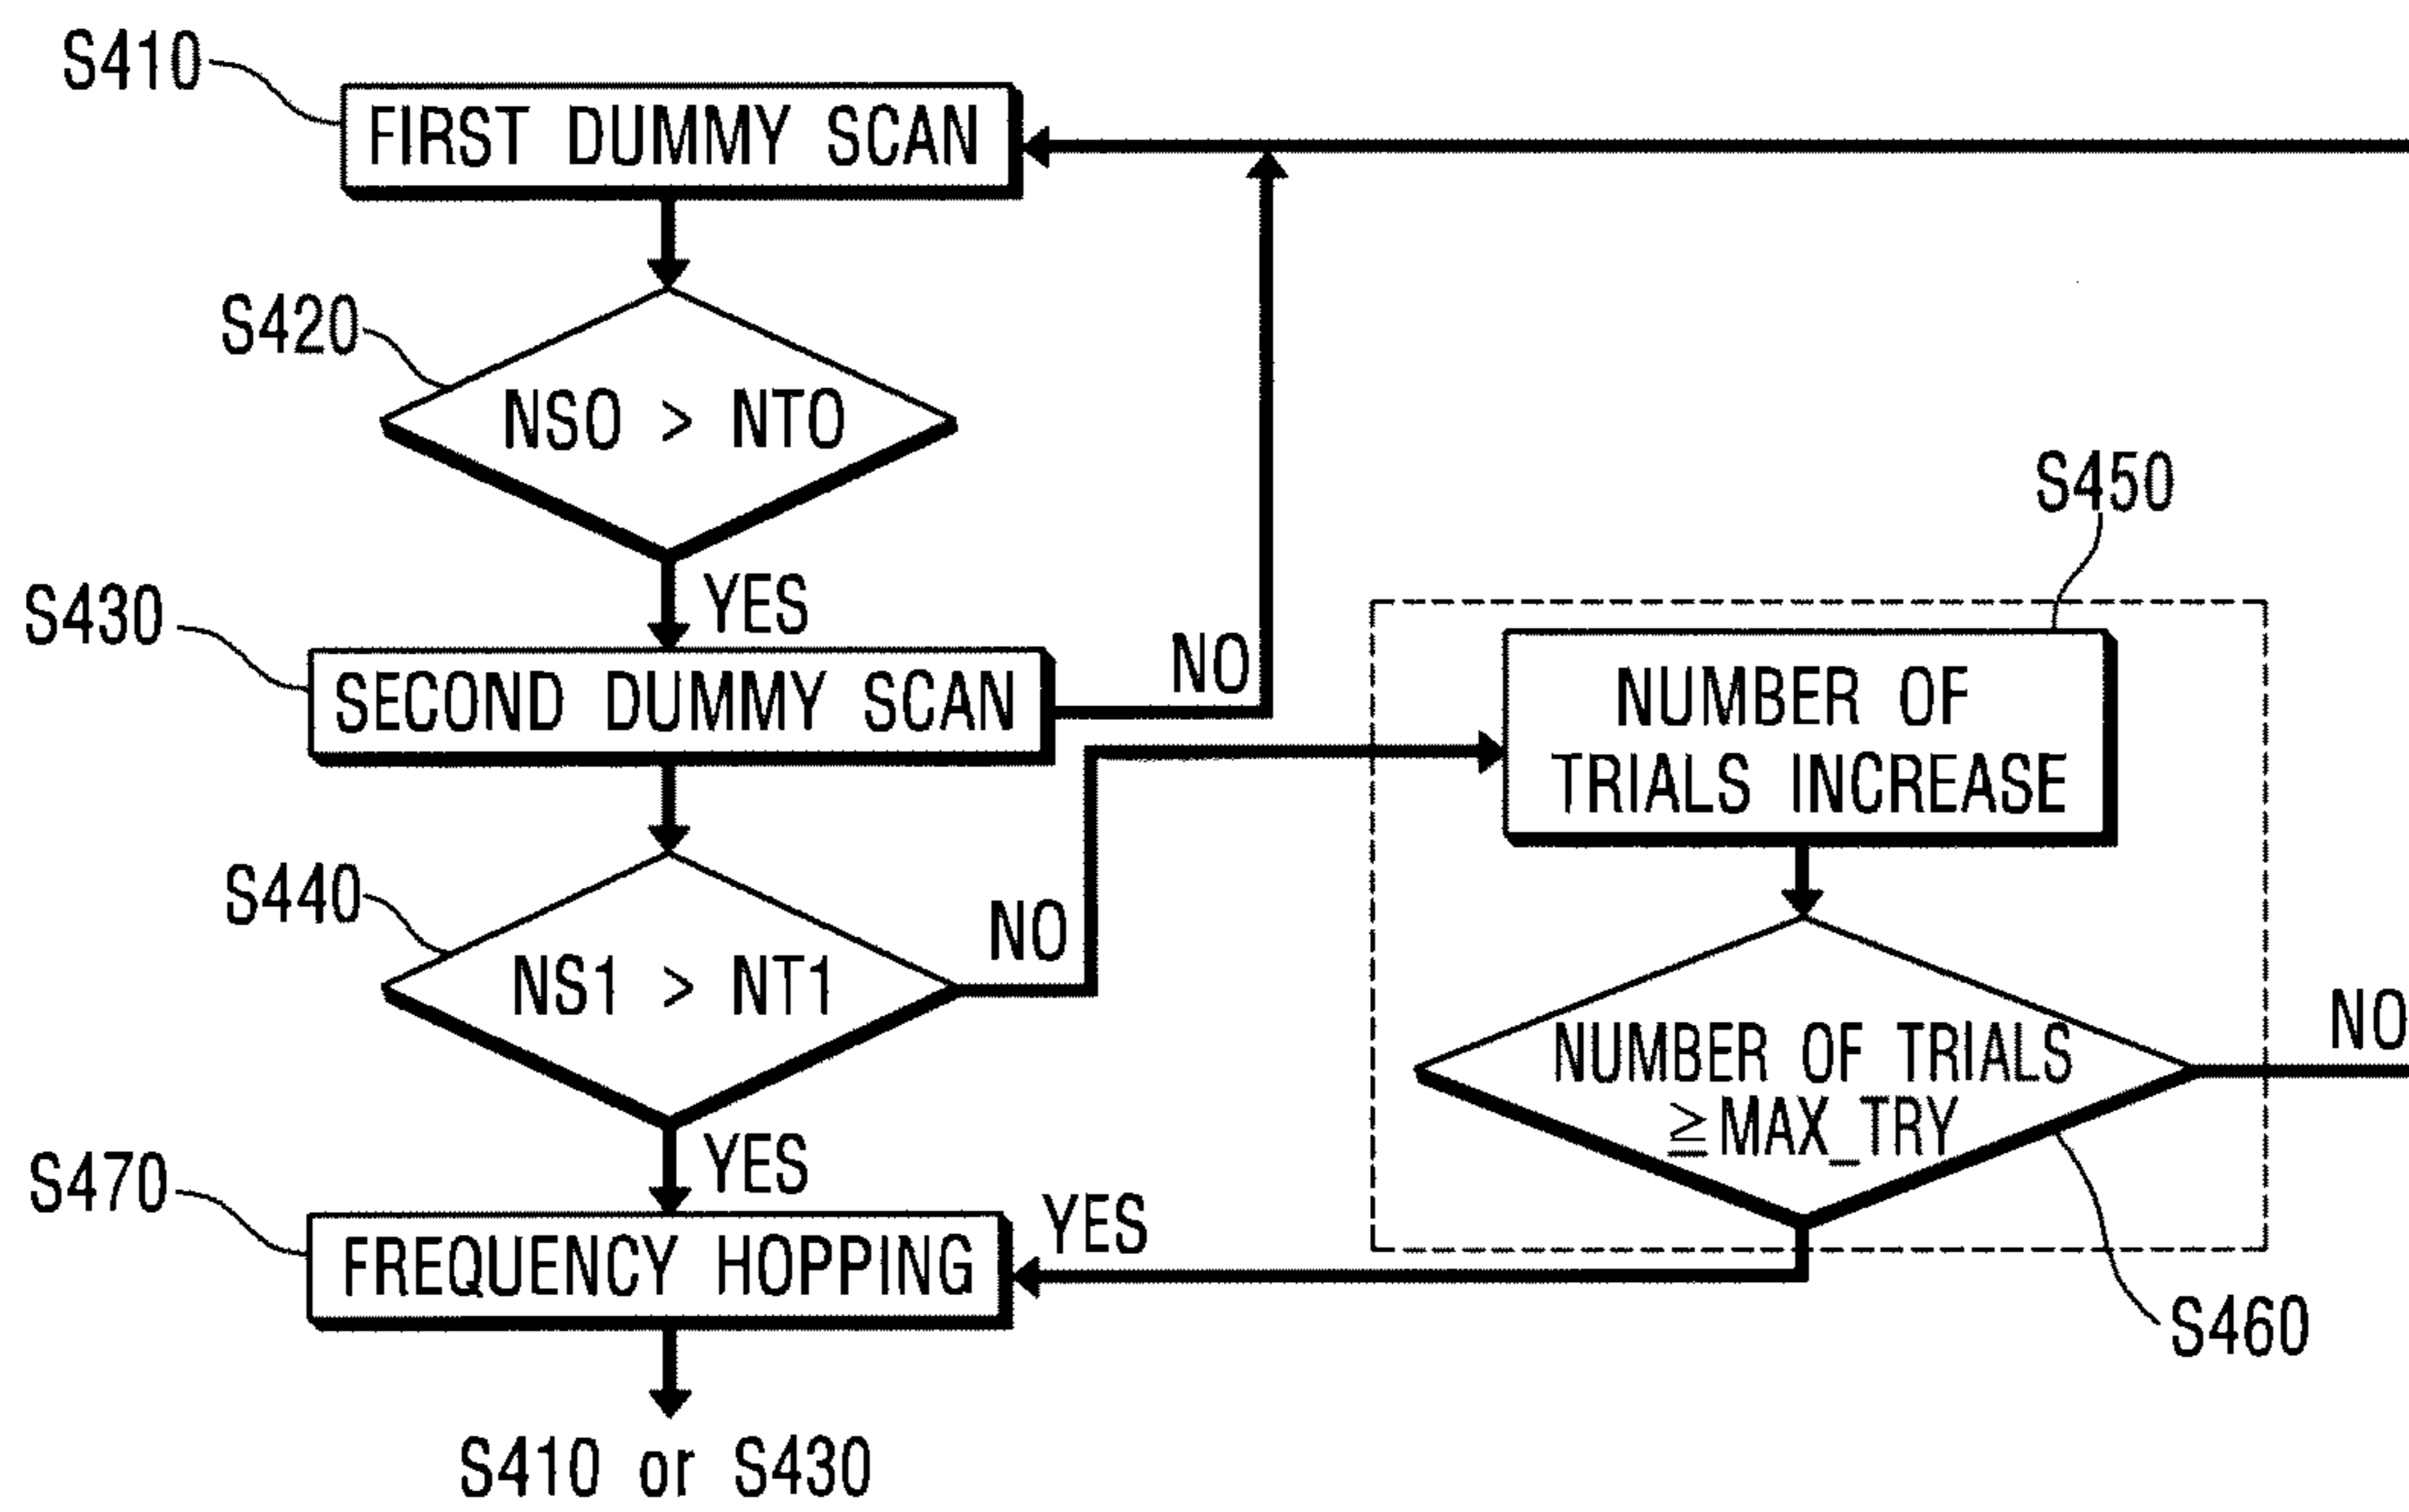 S410
FIRST DUMMY SCAN
S420
NS0 > NT0
YES
S430
SECOND DUMMY SCAN
NO
S440
NS1 > NT1
NO
YES
S450
NUMBER OF
TRIALS INCREASE
NUMBER OF TRIALS
≧MAX_TRY
NO
S460
YES
S470
FREQUENCY HOPPING
S410 or S430